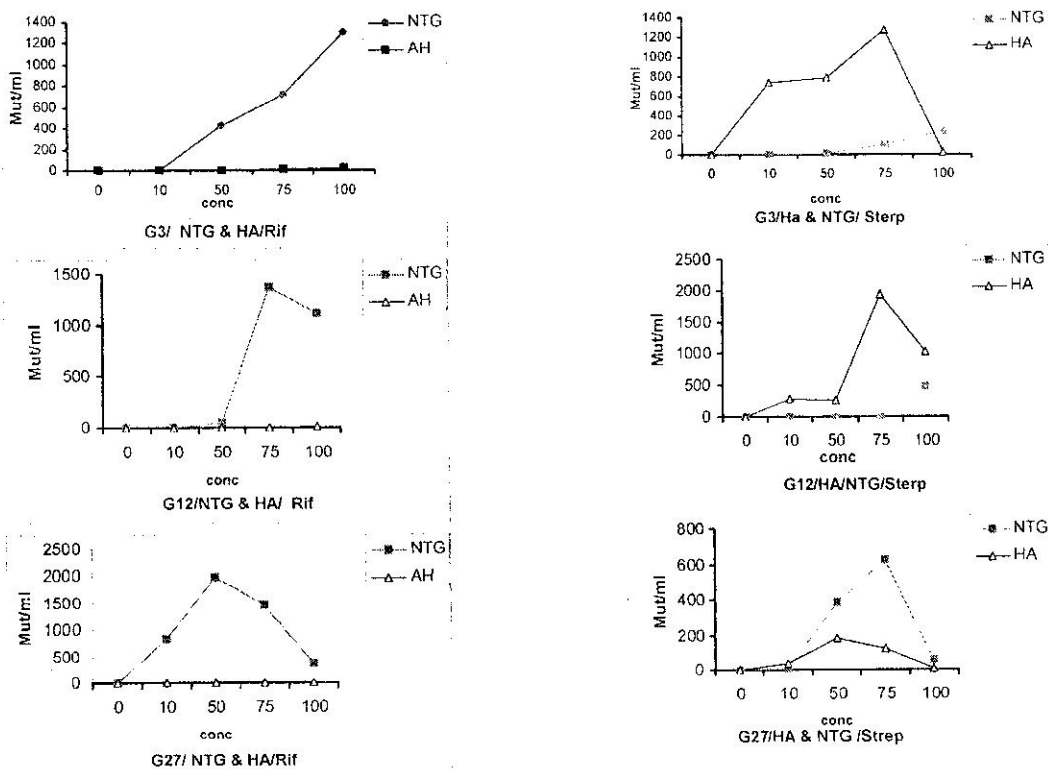 1400
1200
1000
800
600
400
200
0
Mut/ml
0 10 50 75 100
conc
NTG
AH
G3/ NTG & HA/Rif
1400
1200
1000
800
600
400
200
0
Mut/ml
0 10 50 75 100
conc
NTG
HA
G3/Ha & NTG/ Sterp
1500
1000
500
0
Mut/ml
0 10 50 75 100
conc
NTG
AH
G12/NTG & HA/ Rif
2500
2000
1500
1000
500
0
Mut/ml
0 10 50 75 100
conc
NTG
HA
G12/HA/NTG/Sterp
2500
2000
1500
1000
500
0
Mut/ml
0 10 50 75 100
conc
NTG
AH
G27/ NTG & HA/Rif
800
600
400
200
0
Mut/ml
0 10 50 75 100
conc
NTG
HA
G27/HA & NTG /Strep